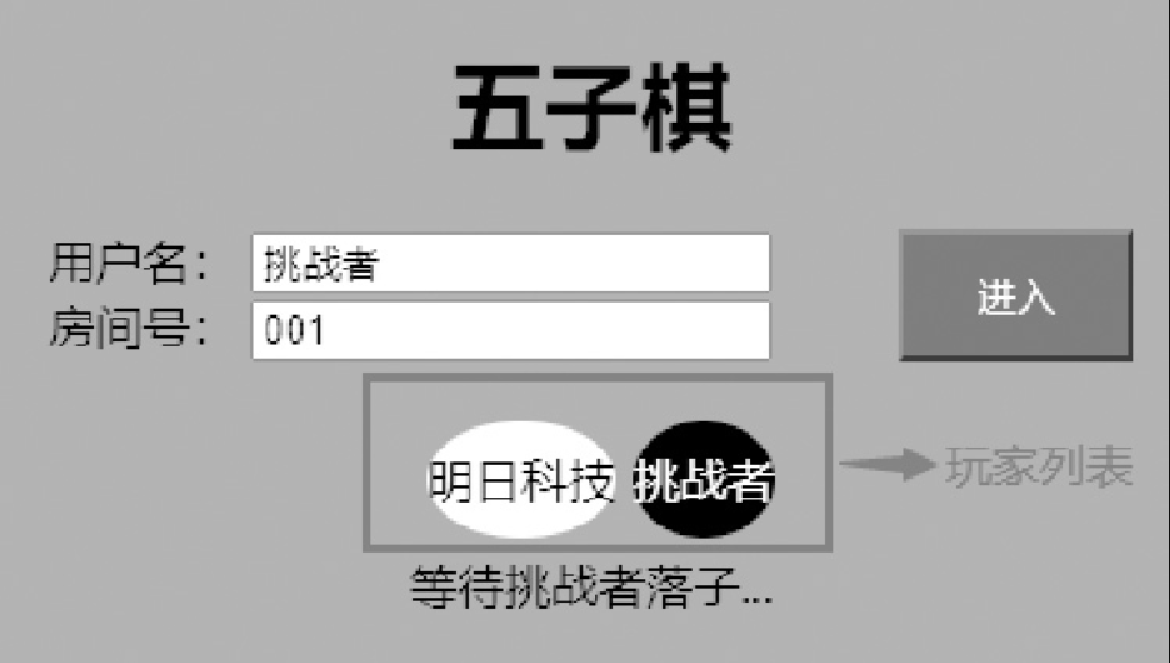 五子棋
用户名： 挑战者
进入
房间号： 001
明日科技 挑战者
玩家列表
等待挑战者落子...